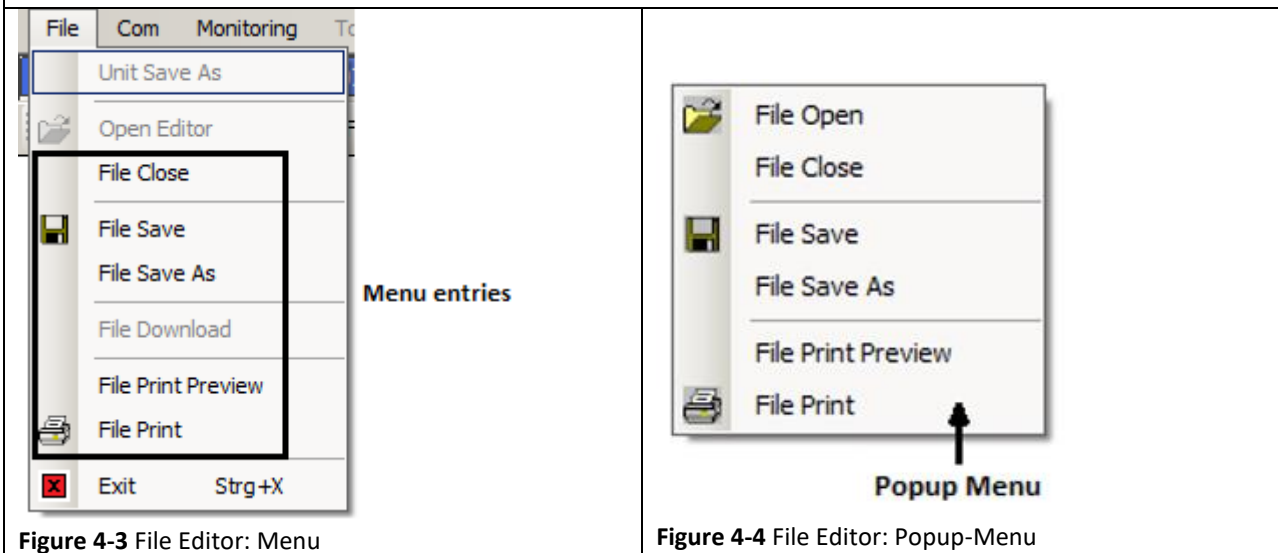 File Com Monitoring
Unit Save As
Open Editor
File Close
File Save
File Save As
File Download
File Print Preview
File Print
Exit Strg+X
Menu entries
Figure 4-3 File Editor: Menu
File Open
File Close
File Save
File Save As
File Print Preview
File Print
Popup Menu
Figure 4-4 File Editor: Popup-Menu